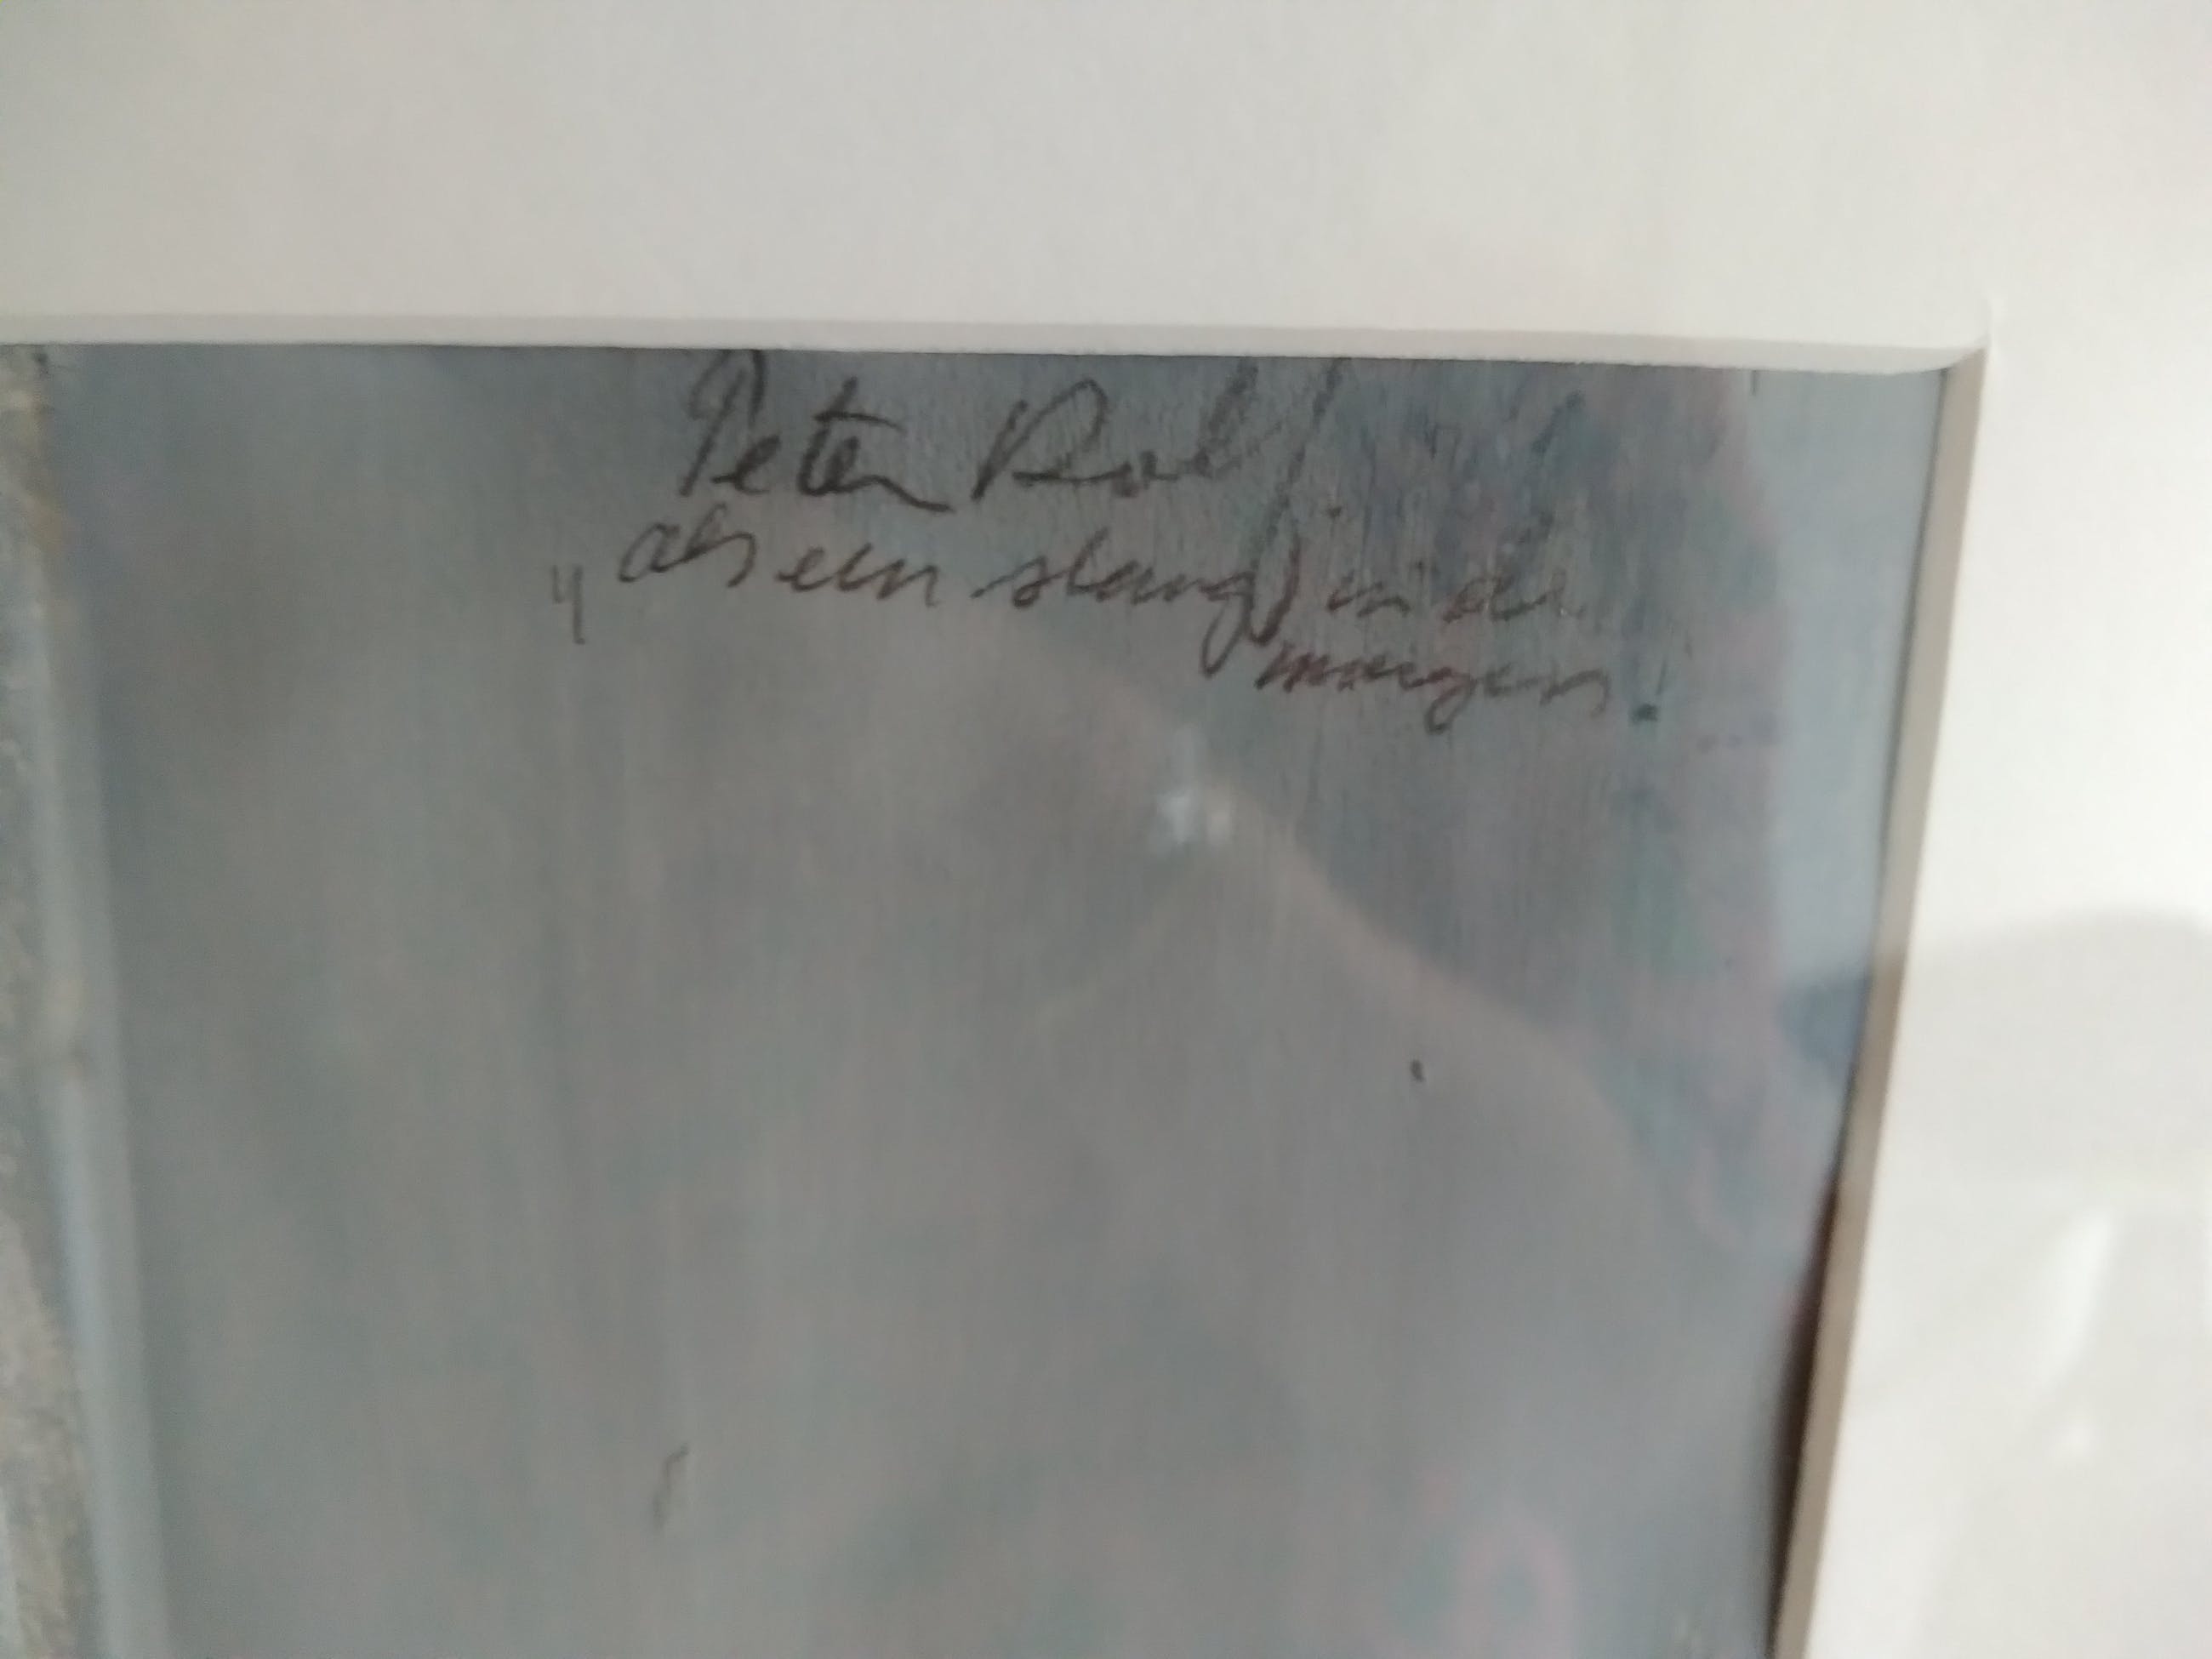 Peter
„als een slang in de
morgen.